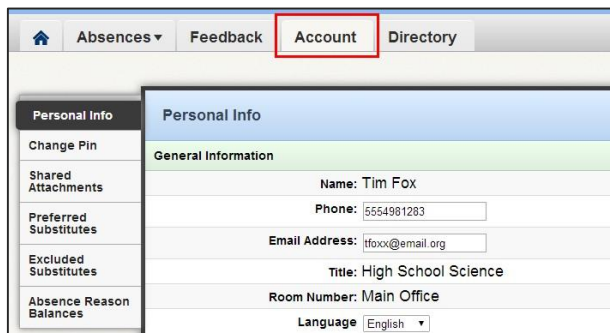 Absences▾ Feedback Account Directory
Personal Info
Change Pin
Shared
Attachments
Preferred
Substitutes
Excluded
Substitutes
Absence Reason
Balances
Personal Info
General Information
Name: Tim Fox
Phone: 5554981283
Email Address: tfoxx@email.org
Title: High School Science
Room Number: Main Office
Language English ▾